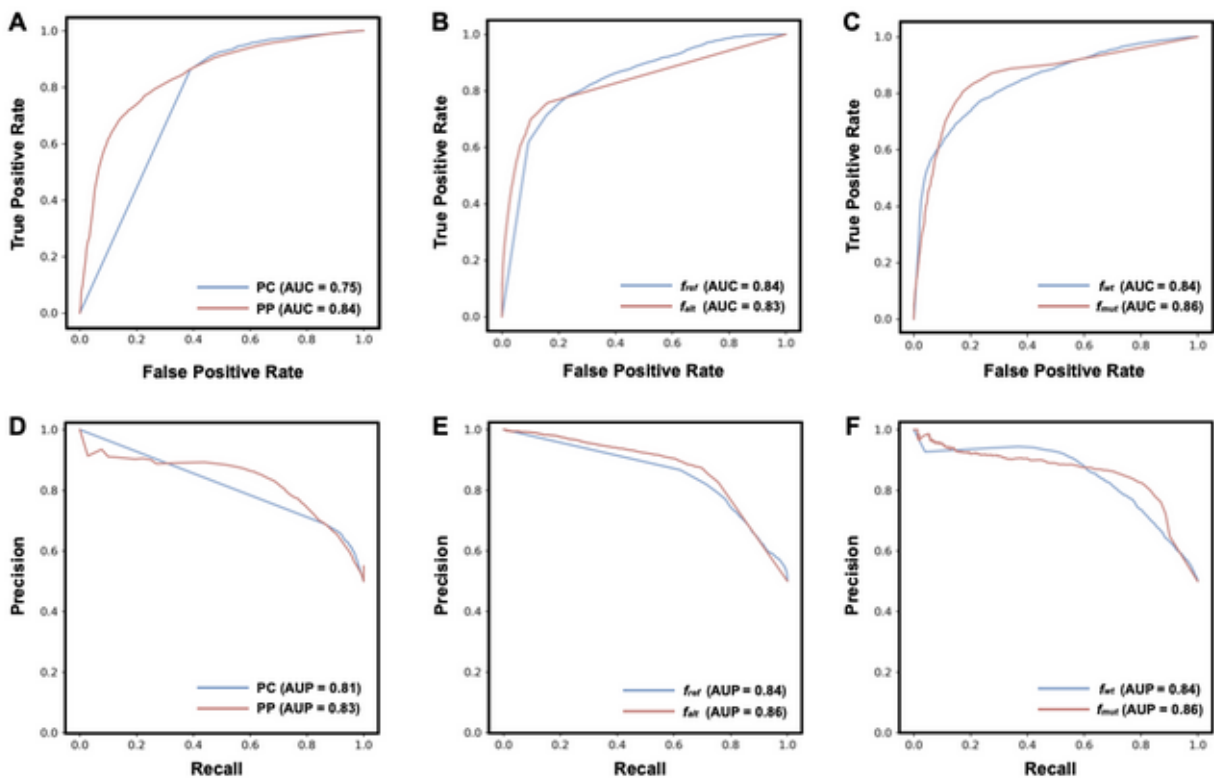 A
1.0
0.8
0.6
0.4
0.2
0.0
True Positive Rate
PC (AUC = 0.75)
PP (AUC = 0.84)
0.0 0.2 0.4 0.6 0.8 1.0
False Positive Rate
B
1.0
0.8
0.6
0.4
0.2
0.0
True Positive Rate
fref (AUC = 0.84)
falt (AUC = 0.83)
0.0 0.2 0.4 0.6 0.8 1.0
False Positive Rate
C
1.0
0.8
0.6
0.4
0.2
0.0
True Positive Rate
fwt (AUC = 0.84)
fmut (AUC = 0.86)
0.0 0.2 0.4 0.6 0.8 1.0
False Positive Rate
D
1.0
0.8
0.6
0.4
0.2
0.0
Precision
PC (AUP = 0.81)
PP (AUP = 0.83)
0.0 0.2 0.4 0.6 0.8 1.0
Recall
E
1.0
0.8
0.6
0.4
0.2
0.0
Precision
fref (AUP = 0.84)
falt (AUP = 0.86)
0.0 0.2 0.4 0.6 0.8 1.0
Recall
F
1.0
0.8
0.6
0.4
0.2
0.0
Precision
fwt (AUP = 0.84)
fmut (AUP = 0.86)
0.0 0.2 0.4 0.6 0.8 1.0
Recall